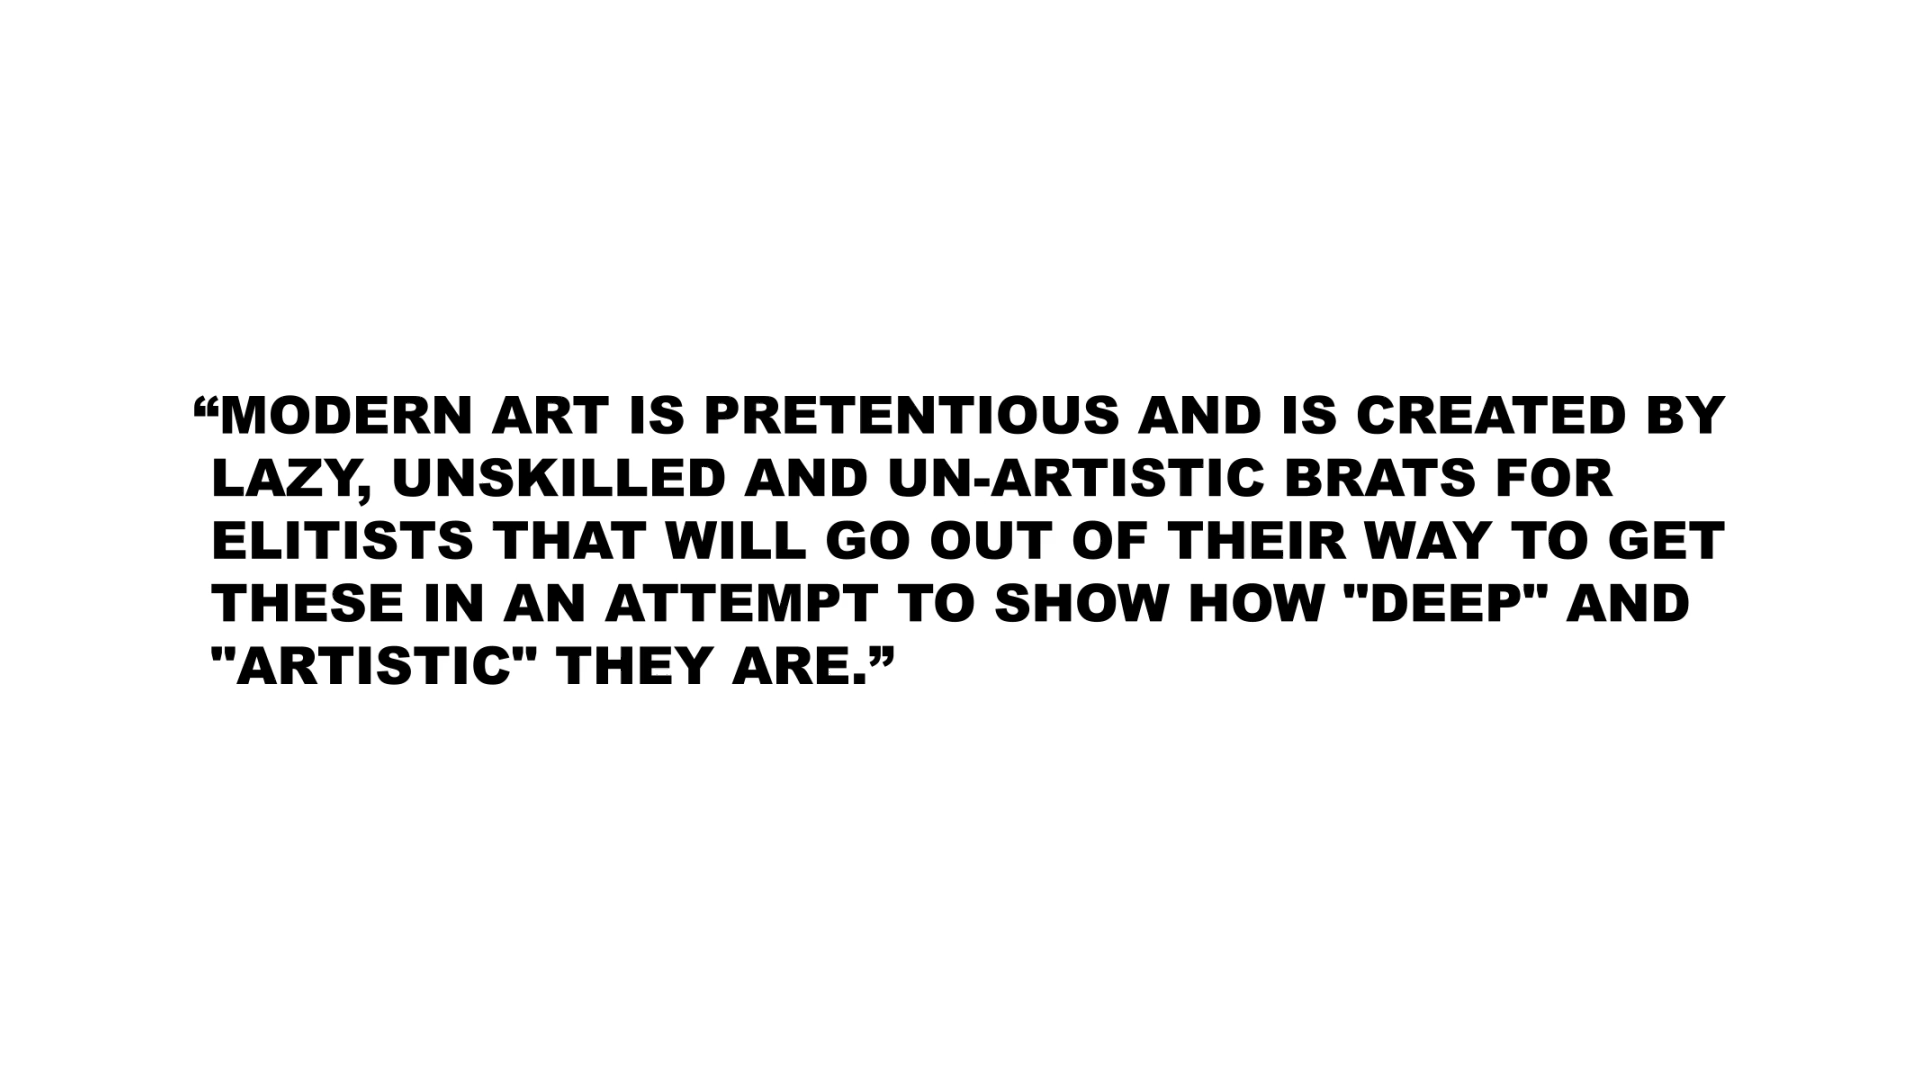 “MODERN ART IS PRETENTIOUS AND IS CREATED BY
LAZY, UNSKILLED AND UN-ARTISTIC BRATS FOR
ELITISTS THAT WILL GO OUT OF THEIR WAY TO GET
THESE IN AN ATTEMPT TO SHOW HOW "DEEP" AND
"ARTISTIC" THEY ARE.”